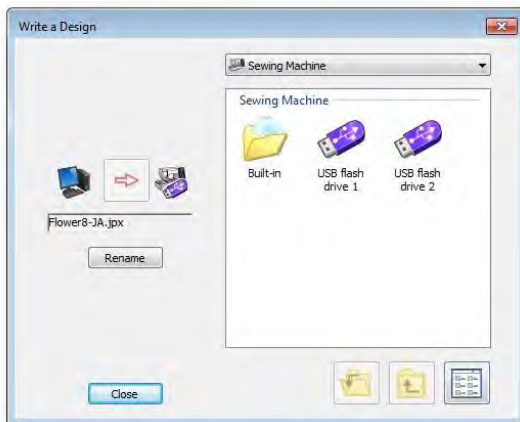 Write a Design
Sewing Machine
Sewing Machine
Built-in
USB flash
drive 1
USB flash
drive 2
Flower8-JA.jpx
Rename
Close